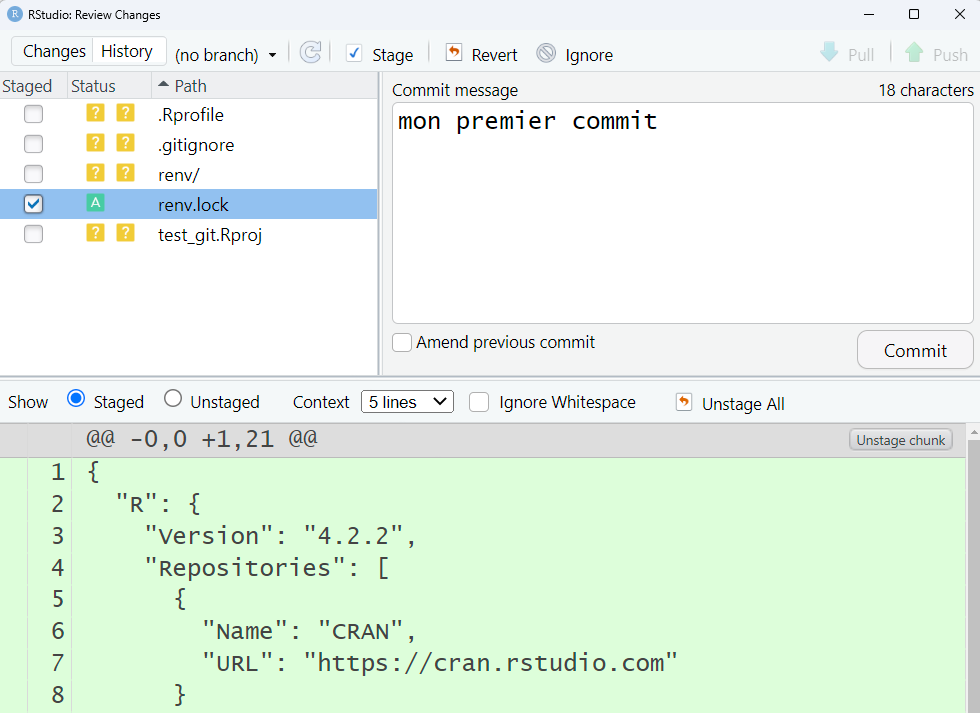 RStudio: Review Changes
Changes History (no branch) Stage Revert Ignore Pull Push
Staged Status Path
Commit message 18 characters
? ? .Rprofile
? ? .gitignore
? ? renv/
A renv.lock
? ? test_git.Rproj
mon premier commit
Amend previous commit
Commit
Show Staged Unstaged Context 5 lines Ignore Whitespace Unstage All
@@ -0,0 +1,21 @@ Unstage chunk
1 {
2 "R": {
3 "Version": "4.2.2",
4 "Repositories": [
5 {
6 "Name": "CRAN",
7 "URL": "https://cran.rstudio.com"
8 }